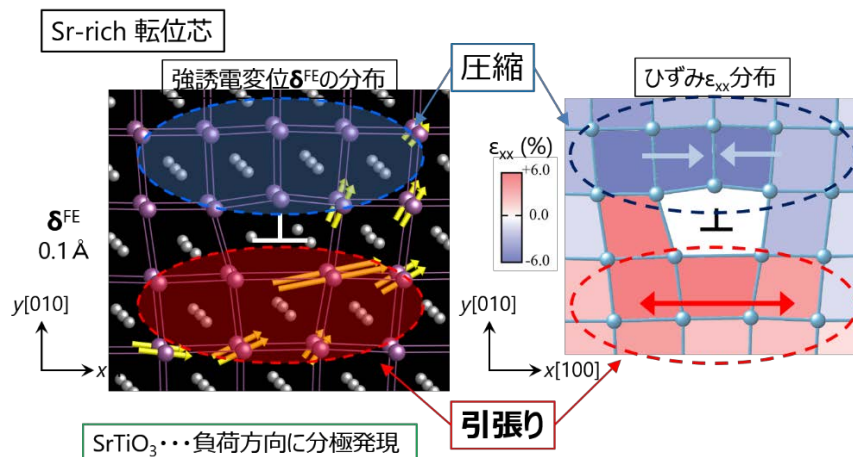 Sr-rich 転位芯
強誘電変位δFEの分布
圧縮
ひずみεxx分布
εxx (%)
+6.0
0.0
-6.0
δFE
0.1 Å
y[010]
x
y[010]
x[100]
引張り
SrTiO3・・・負荷方向に分極発現